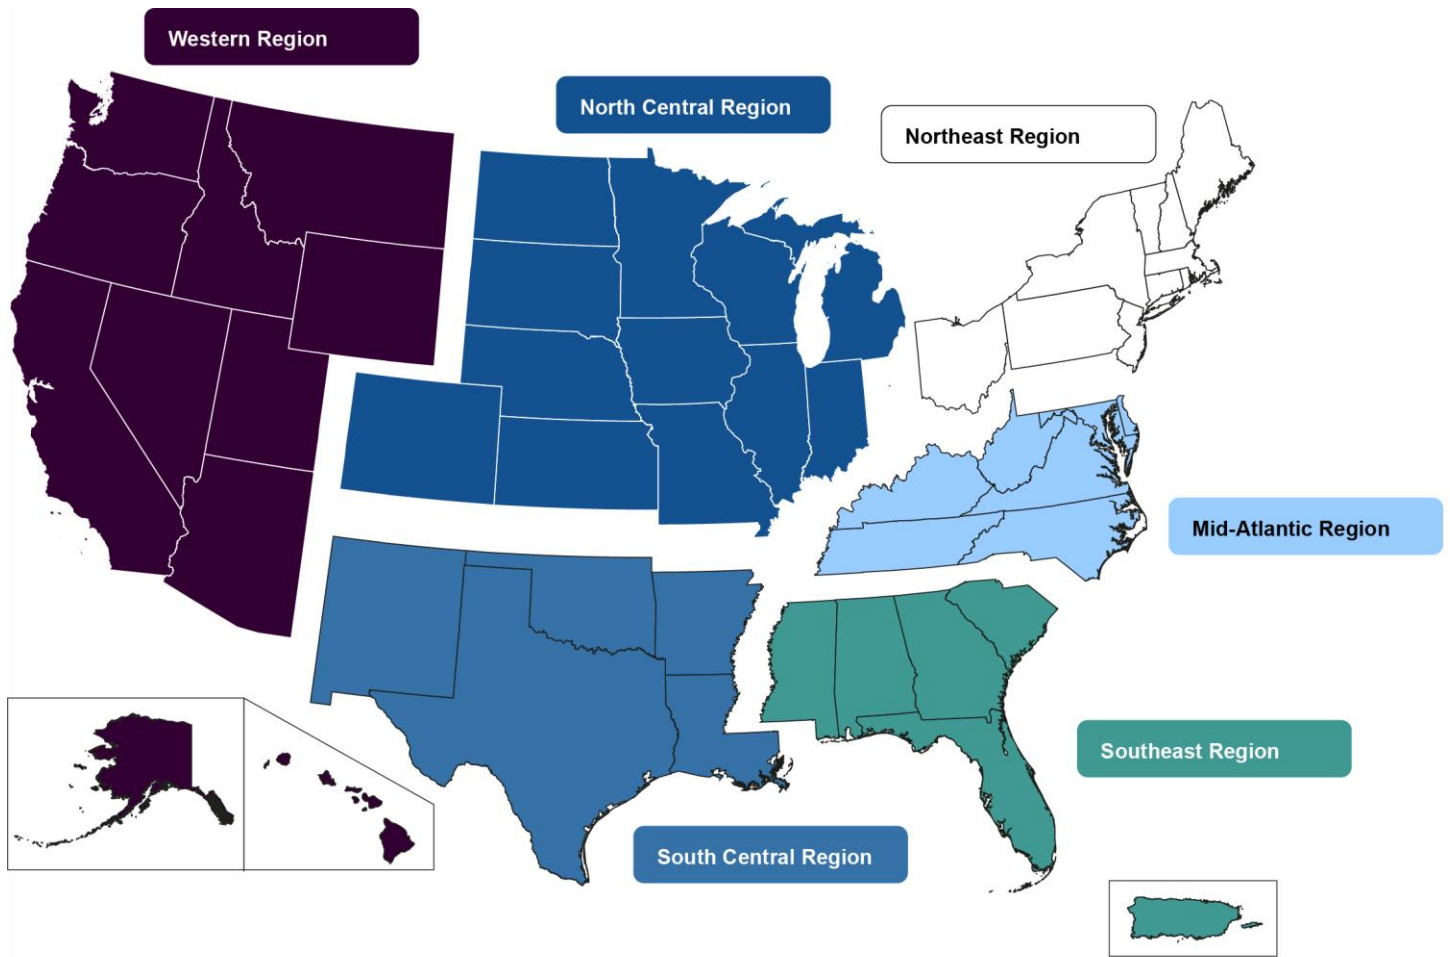 Western Region
North Central Region
Northeast Region
Mid-Atlantic Region
Southeast Region
South Central Region